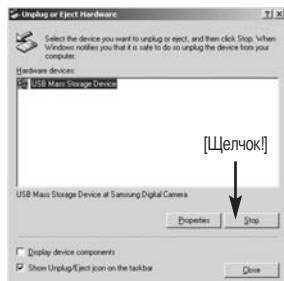 Unplug or Eject Hardware
Select the device you want to unplug or eject, and then click Stop. When
Windows notifies you that it is safe to do so unplug the device from your
computer.
Hardware devices:
USB Mass Storage Device
[Щелчок!]
USB Mass Storage Device at Samsung Digital Camera
Properties Stop
Display device components
Show Unplug/Eject icon on the taskbar
Close